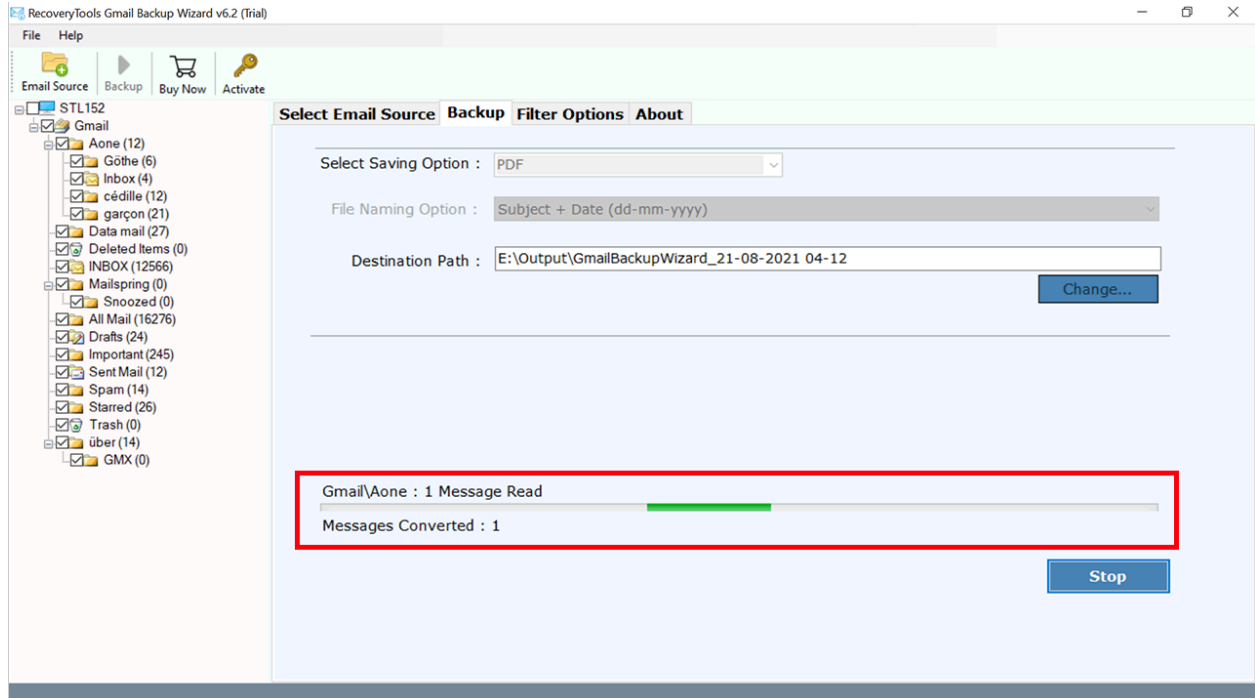 RecoveryTools Gmail Backup Wizard v6.2 (Trial)
File Help
Email Source Backup Buy Now Activate
STL152
Gmail
Aone (12)
Göthe (6)
Inbox (4)
cédille (12)
garçon (21)
Data mail (27)
Deleted Items (0)
INBOX (12566)
Mailspring (0)
Snoozed (0)
All Mail (16276)
Drafts (24)
Important (245)
Sent Mail (12)
Spam (14)
Starred (26)
Trash (0)
über (14)
GMX (0)
Select Email Source Backup Filter Options About
Select Saving Option : PDF
File Naming Option : Subject + Date (dd-mm-yyyy)
Destination Path : E:\Output\GmailBackupWizard_21-08-2021 04-12
Change...
Gmail\Aone : 1 Message Read
Messages Converted : 1
Stop